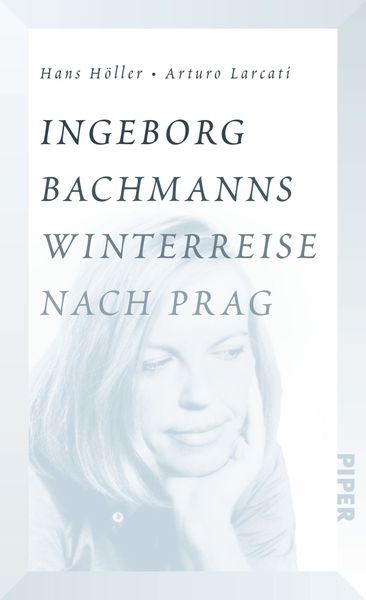 Hans Höller • Arturo Larcati
INGEBORG
BACHMANNS
WINTERREISE
NACH PRAG
PIPER